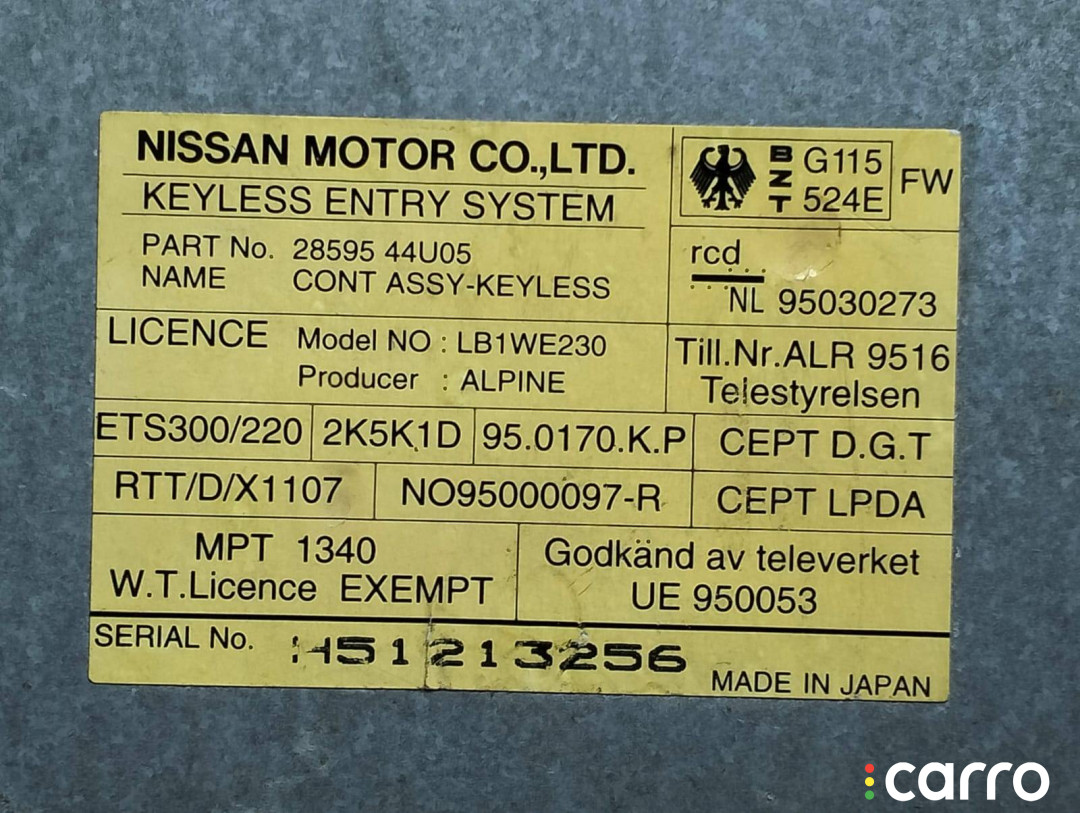 NISSAN MOTOR CO.,LTD.
KEYLESS ENTRY SYSTEM
PART No. 28595 44U05
NAME CONT ASSY-KEYLESS
BZT G115 524E FW
rcd
NL 95030273
LICENCE Model NO : LB1WE230
Producer : ALPINE
Till.Nr.ALR 9516
Telestyrelsen
ETS300/220 2K5K1D 95.0170.K.P CEPT D.G.T
RTT/D/X1107 NO95000097-R CEPT LPDA
MPT 1340
W.T.Licence EXEMPT
Godkänd av televerket
UE 950053
SERIAL No. H51213256
MADE IN JAPAN
carro